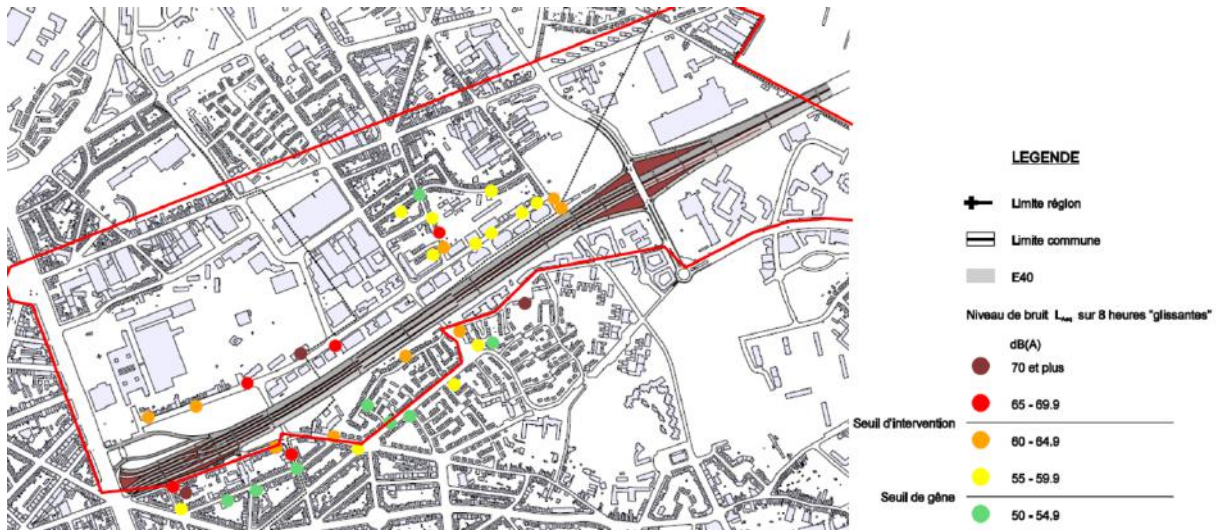 LEGENDE
Limite région
Limite commune
E40
Niveau de bruit LAeq sur 8 heures "glissantes"
dB(A)
70 et plus
65 - 69.9
Seuil d'intervention
60 - 64.9
55 - 59.9
Seuil de gêne
50 - 54.9